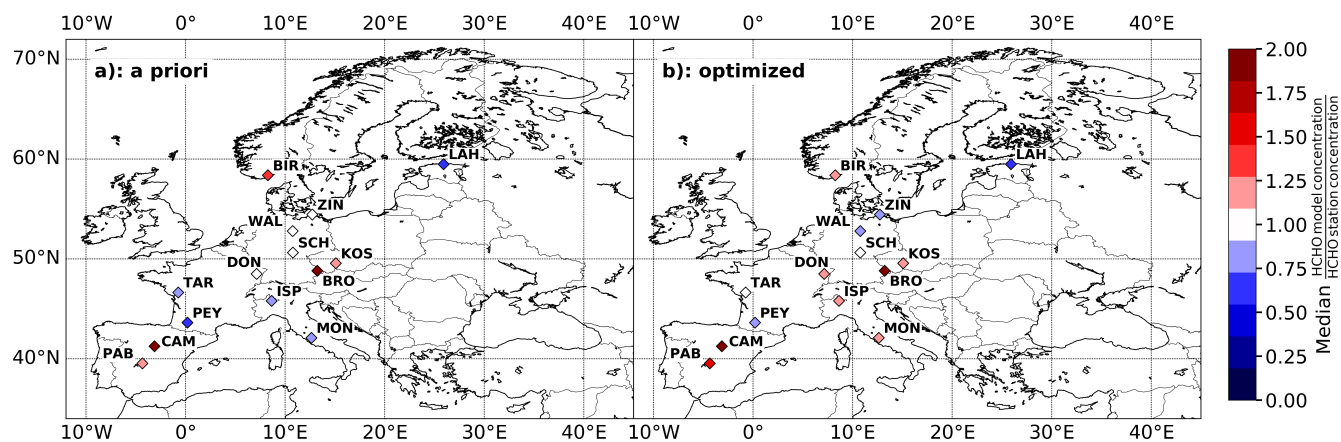 10°W 0° 10°E 20°E 30°E 40°E 10°W 0° 10°E 20°E 30°E 40°E
70°N
60°N
50°N
40°N
a): a priori
BIR
LAH
ZIN
WAL
SCH
KOS
DON
BRO
TAR
ISP
PEY
MON
CAM
PAB
b): optimized
BIR
LAH
ZIN
WAL
SCH
KOS
DON
BRO
TAR
ISP
PEY
MON
CAM
PAB
10°W 0° 10°E 20°E 30°E 40°E 10°W 0° 10°E 20°E 30°E 40°E
2.00
1.75
1.50
1.25
1.00
0.75
0.50
0.25
0.00
Median HCHO model concentration
HCHO station concentration